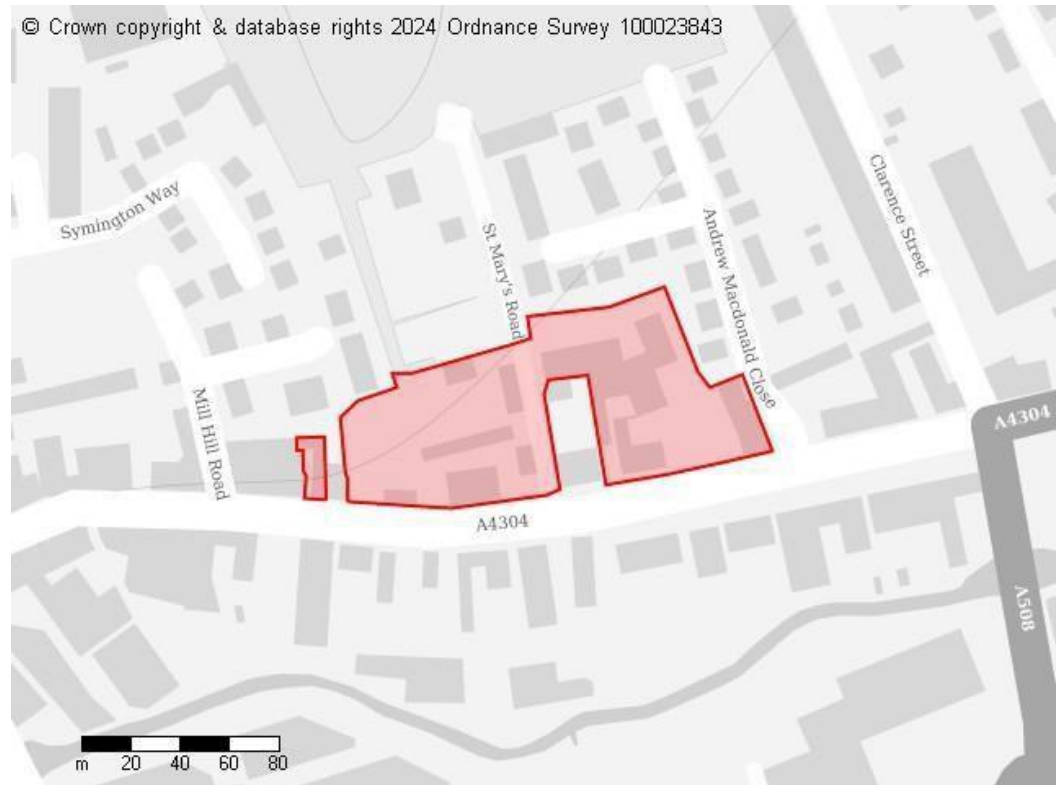 © Crown copyright & database rights 2024 Ordnance Survey 100023843
Symington Way
St Mary's Road
Clarence Street
Andrew Macdonald Close
Mill Hill Road
A4304
A4304
A508
m 20 40 60 80